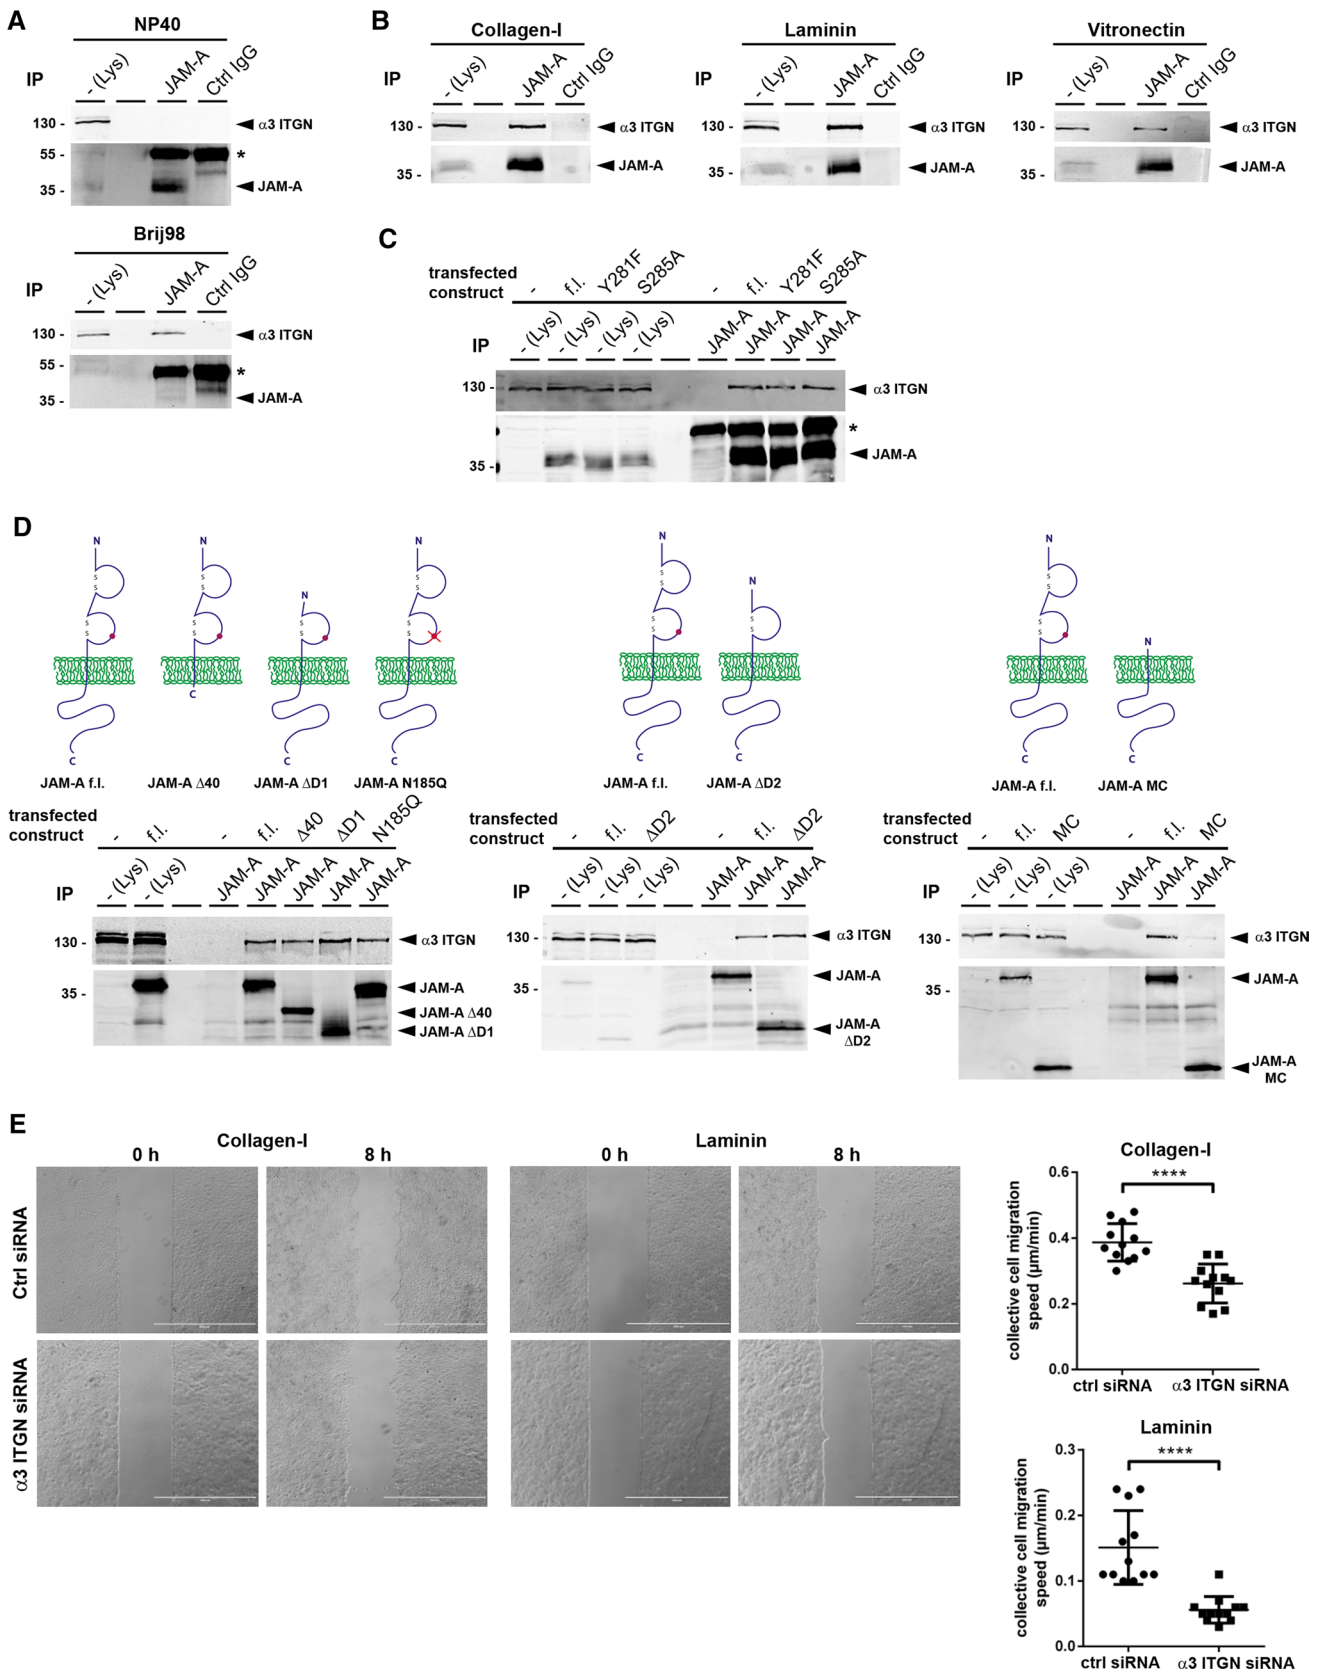 A
NP40
IP
- (Lys)
JAM-A
Ctrl IgG
130 -
α3 ITGN
55 -
*
35 -
JAM-A
Brij98
IP
- (Lys)
JAM-A
Ctrl IgG
130 -
α3 ITGN
55 -
*
35 -
JAM-A
B
Collagen-I
IP
- (Lys)
JAM-A
Ctrl IgG
130 -
α3 ITGN
35 -
JAM-A
Laminin
IP
- (Lys)
JAM-A
Ctrl IgG
130 -
α3 ITGN
35 -
JAM-A
Vitronectin
IP
- (Lys)
JAM-A
Ctrl IgG
130 -
α3 ITGN
35 -
JAM-A
C
transfected
construct
- f.l. Y281F S285A - f.l. Y281F S285A
IP
- (Lys) - (Lys) - (Lys) - (Lys) JAM-A JAM-A JAM-A JAM-A
130 -
α3 ITGN
*
35 -
JAM-A
D
N
S
S
S
S
C
JAM-A f.l.
N
S
S
S
S
C
JAM-A Δ40
N
S
S
C
JAM-A ΔD1
N
S
S
S
S
C
JAM-A N185Q
N
S
S
S
S
C
JAM-A f.l.
N
S
S
C
JAM-A ΔD2
N
S
S
S
S
C
JAM-A f.l.
N
C
JAM-A MC
transfected
construct
- f.l. - f.l. Δ40 ΔD1 N185Q
IP
- (Lys) - (Lys) JAM-A JAM-A JAM-A JAM-A JAM-A
130 -
α3 ITGN
35 -
JAM-A
JAM-A Δ40
JAM-A ΔD1
transfected
construct
- f.l. ΔD2 - f.l. ΔD2
IP
- (Lys) - (Lys) - (Lys) JAM-A JAM-A JAM-A
130 -
α3 ITGN
35 -
JAM-A
JAM-A
ΔD2
transfected
construct
- f.l. MC - f.l. MC
IP
- (Lys) - (Lys) - (Lys) JAM-A JAM-A JAM-A
130 -
α3 ITGN
35 -
JAM-A
JAM-A
MC
E
Collagen-I
0 h 8 h
Laminin
0 h 8 h
Ctrl siRNA
α3 ITGN siRNA
Collagen-I
****
collective cell migration
speed (µm/min)
0.6
0.4
0.2
0.0
ctrl siRNA α3 ITGN siRNA
Laminin
****
collective cell migration
speed (µm/min)
0.3
0.2
0.1
0.0
ctrl siRNA α3 ITGN siRNA